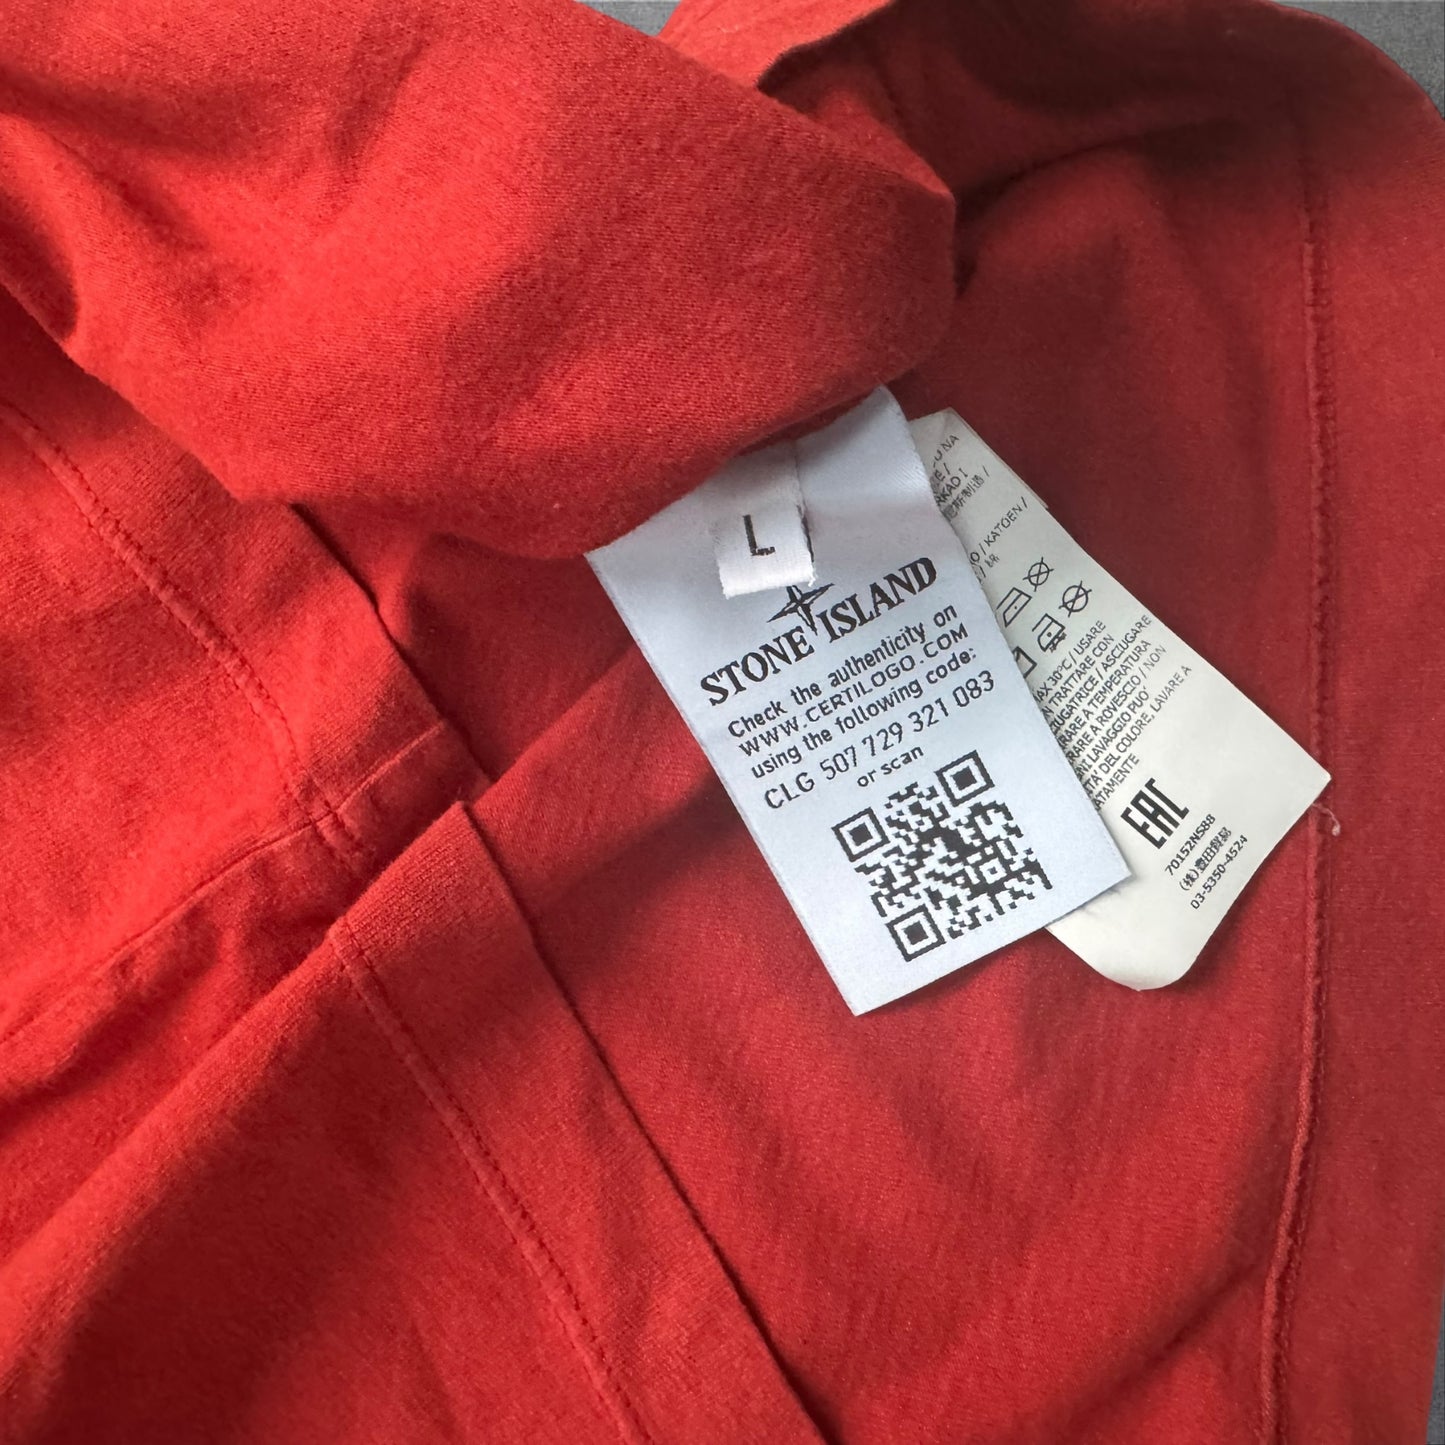 L
STONE ISLAND
Check the authenticity on
WWW.CERTILOGO.COM
using the following code:
CLG 507 729 321 083
or scan
/ KATOEN /
MAX 30°C / USARE
TRATTARE CON
ASCIUGARE
TEMPERATURA
A ROVESCIO / NON
LAVAGGIO PUO'
DEL COLORE, LAVARE A
EAC
70152NS88
03-5350-4524